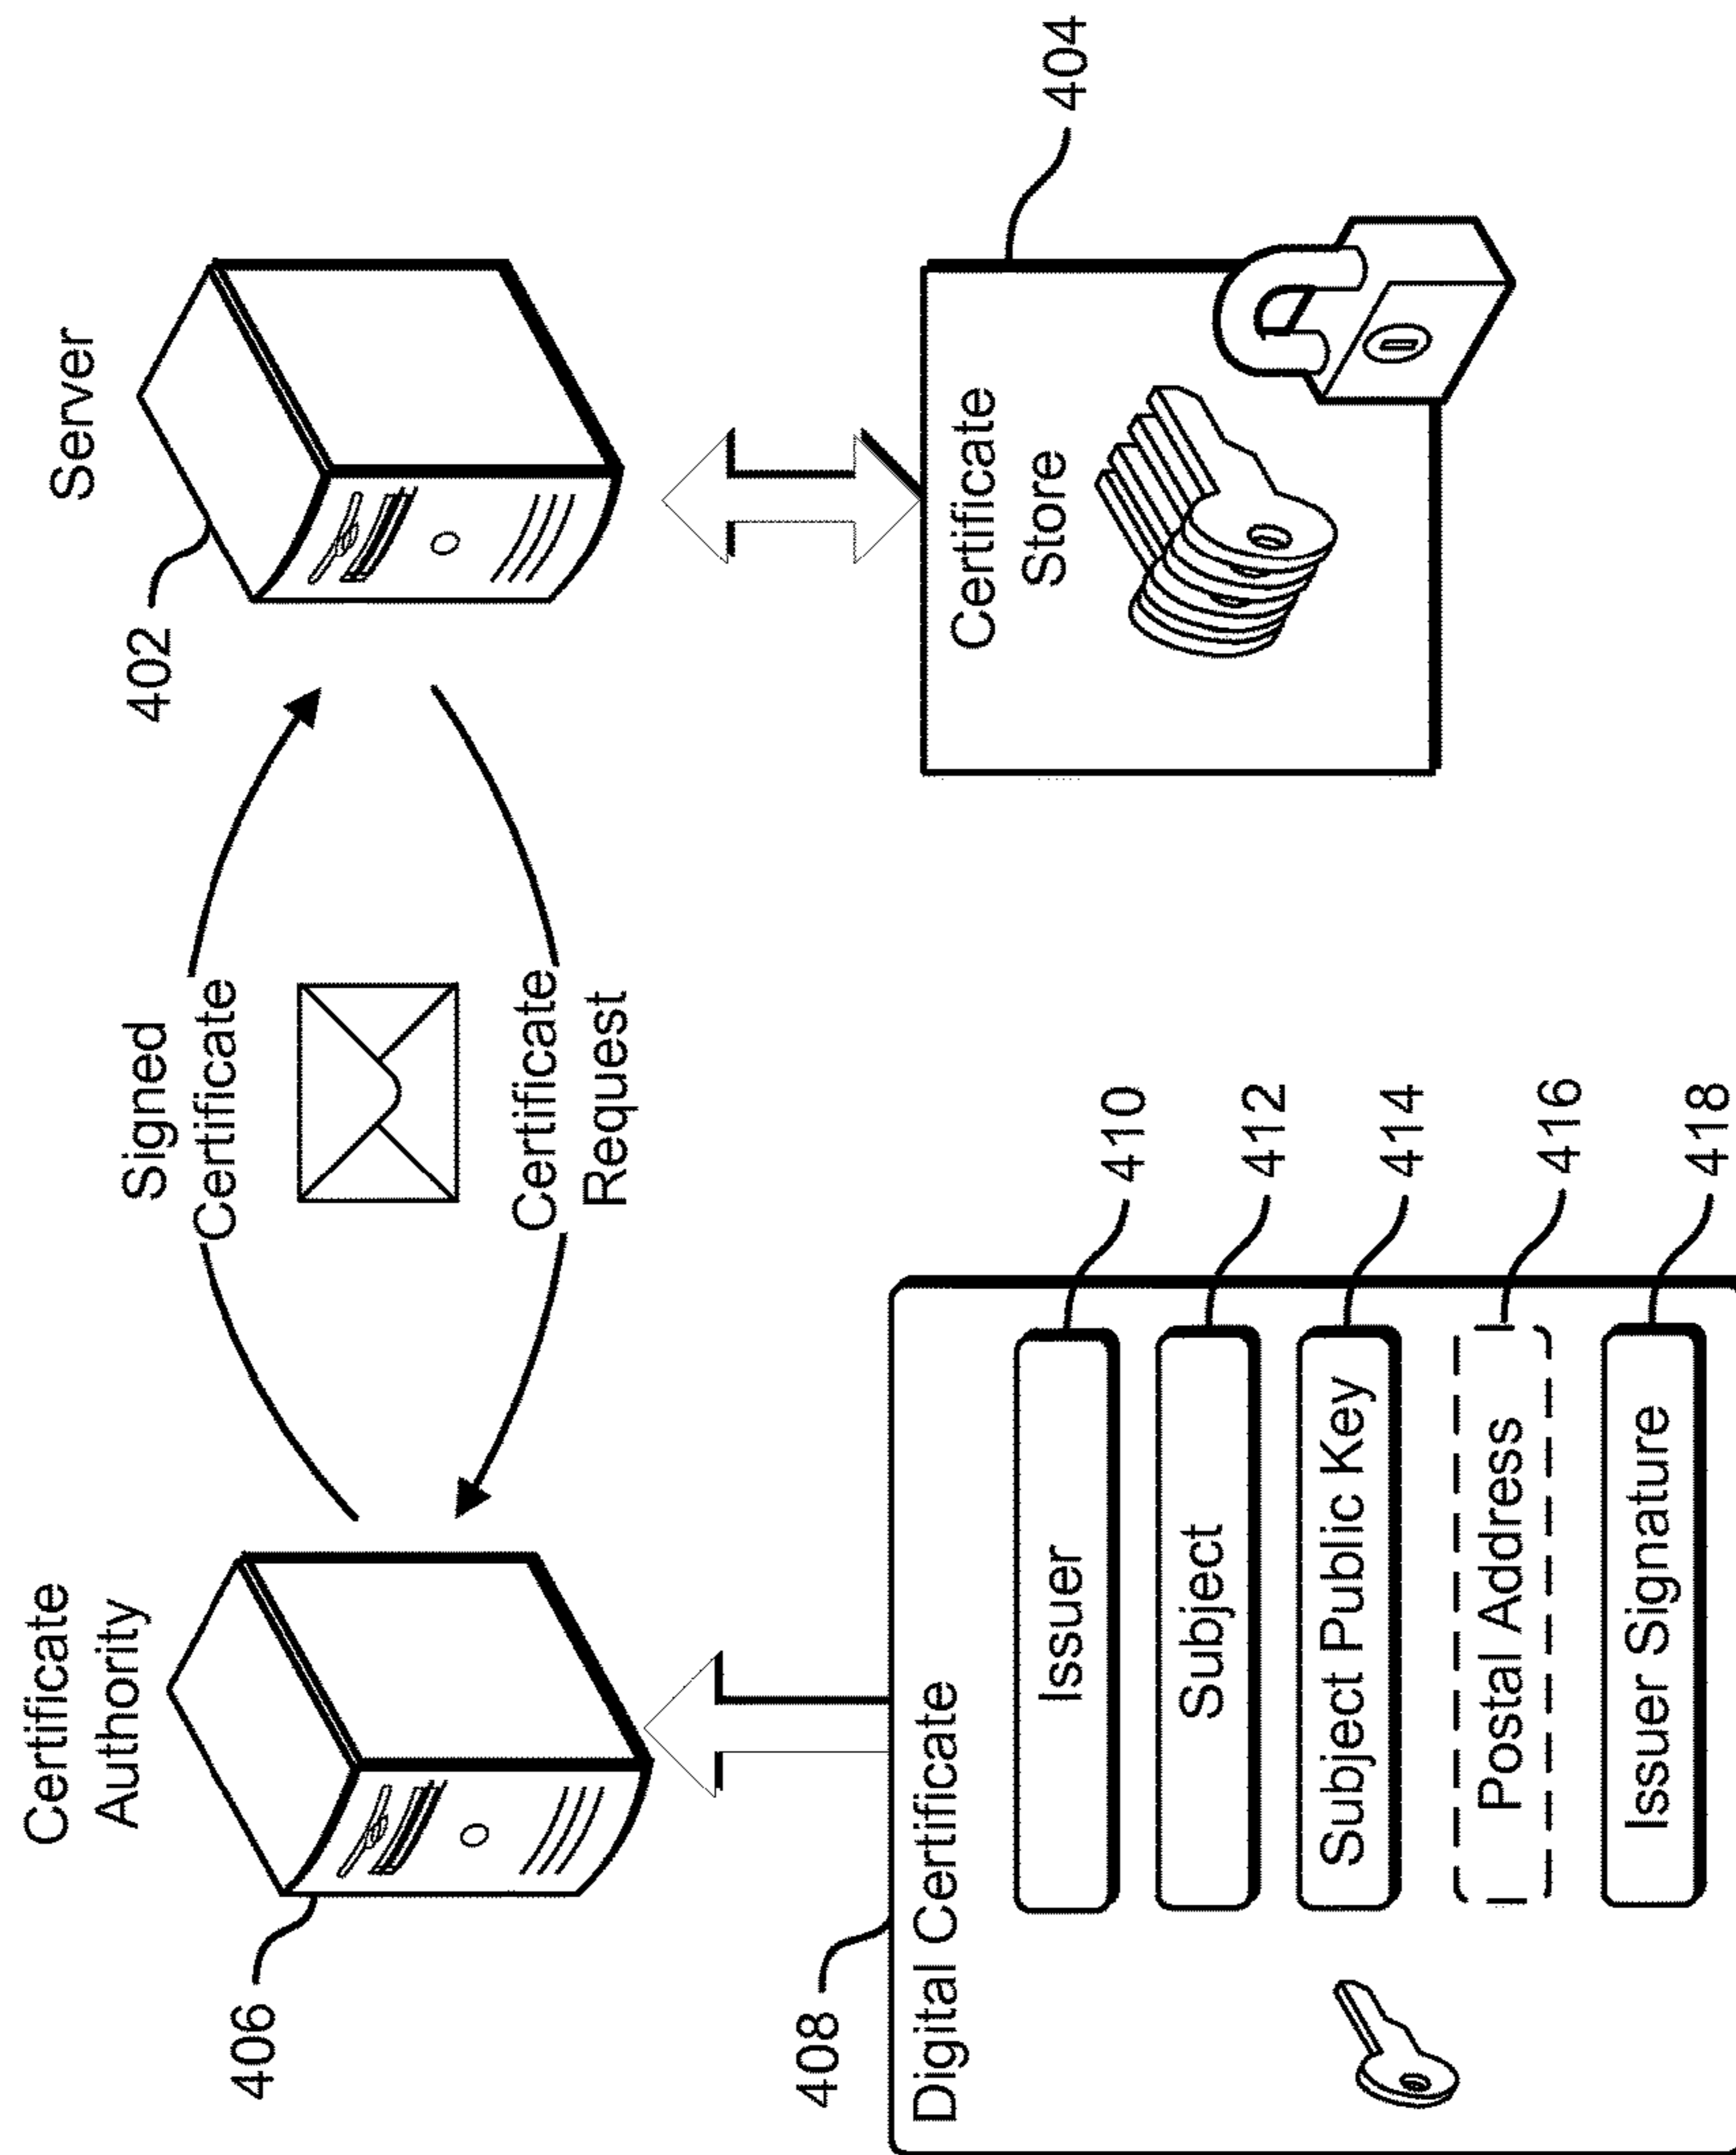 Certificate
Authority
406
Signed
Certificate
Certificate
Request
Server
402
408
Digital Certificate
Issuer
410
Subject
412
Subject Public Key
414
Postal Address
416
Issuer Signature
418
Certificate
Store
404